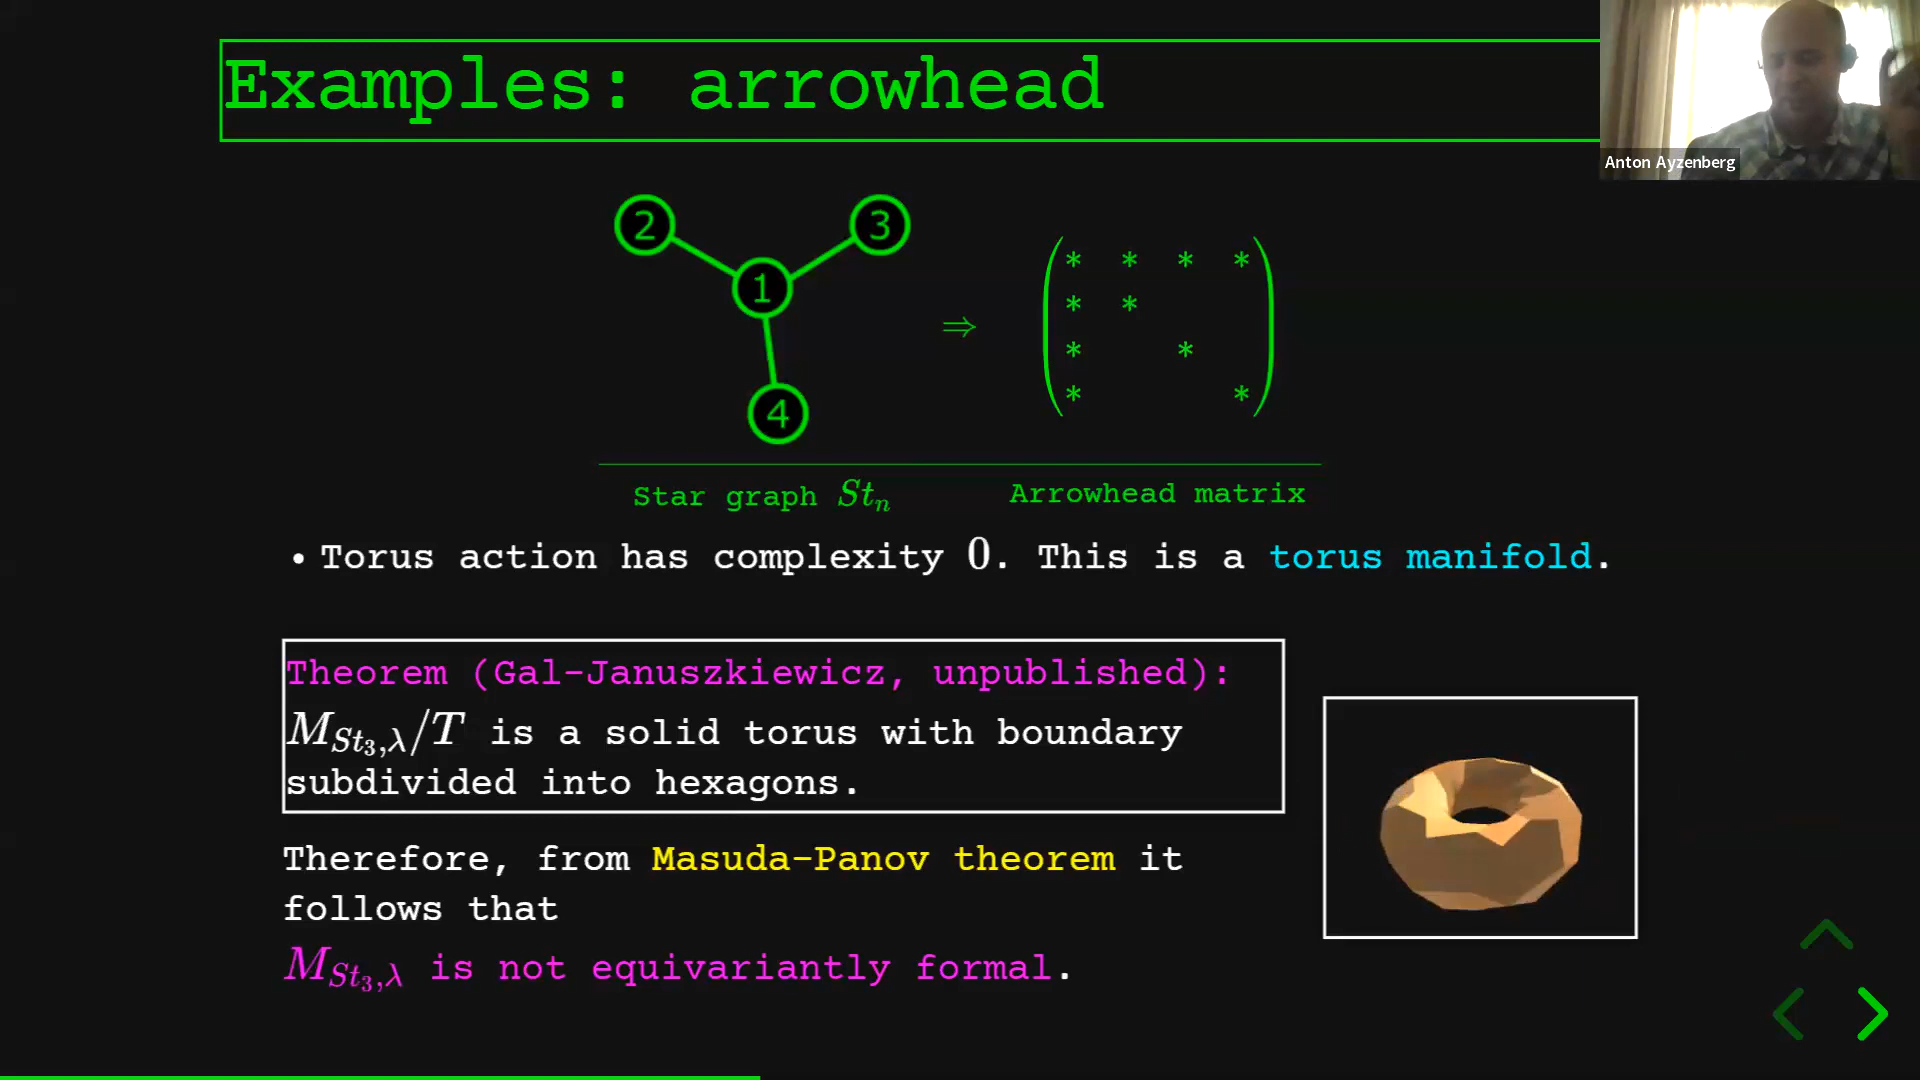 Examples: arrowhead
Anton Ayzenberg
2
3
1
4
⇒
* * * *
* *
* *
* *
Star graph $St_n$
Arrowhead matrix
• Torus action has complexity 0. This is a torus manifold.
Theorem (Gal-Januszkiewicz, unpublished):
$M_{St_3,\lambda}/T$ is a solid torus with boundary
subdivided into hexagons.
Therefore, from Masuda-Panov theorem it
follows that
$M_{St_3,\lambda}$ is not equivariantly formal.